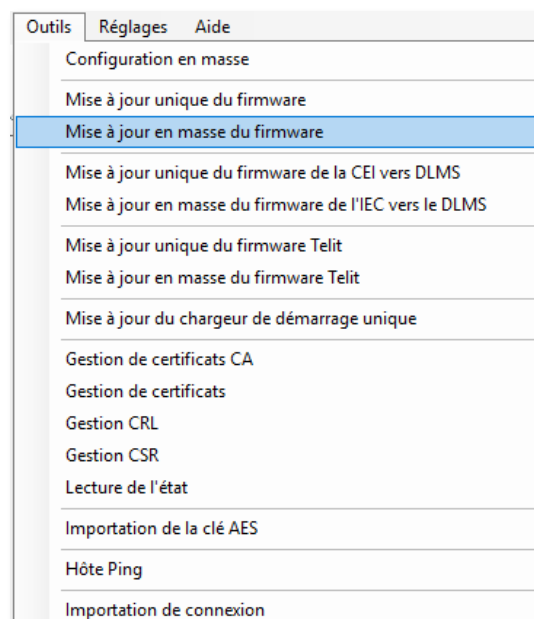 Outils Réglages Aide
Configuration en masse
Mise à jour unique du firmware
Mise à jour en masse du firmware
Mise à jour unique du firmware de la CEI vers DLMS
Mise à jour en masse du firmware de l'IEC vers le DLMS
Mise à jour unique du firmware Telit
Mise à jour en masse du firmware Telit
Mise à jour du chargeur de démarrage unique
Gestion de certificats CA
Gestion de certificats
Gestion CRL
Gestion CSR
Lecture de l'état
Importation de la clé AES
Hôte Ping
Importation de connexion